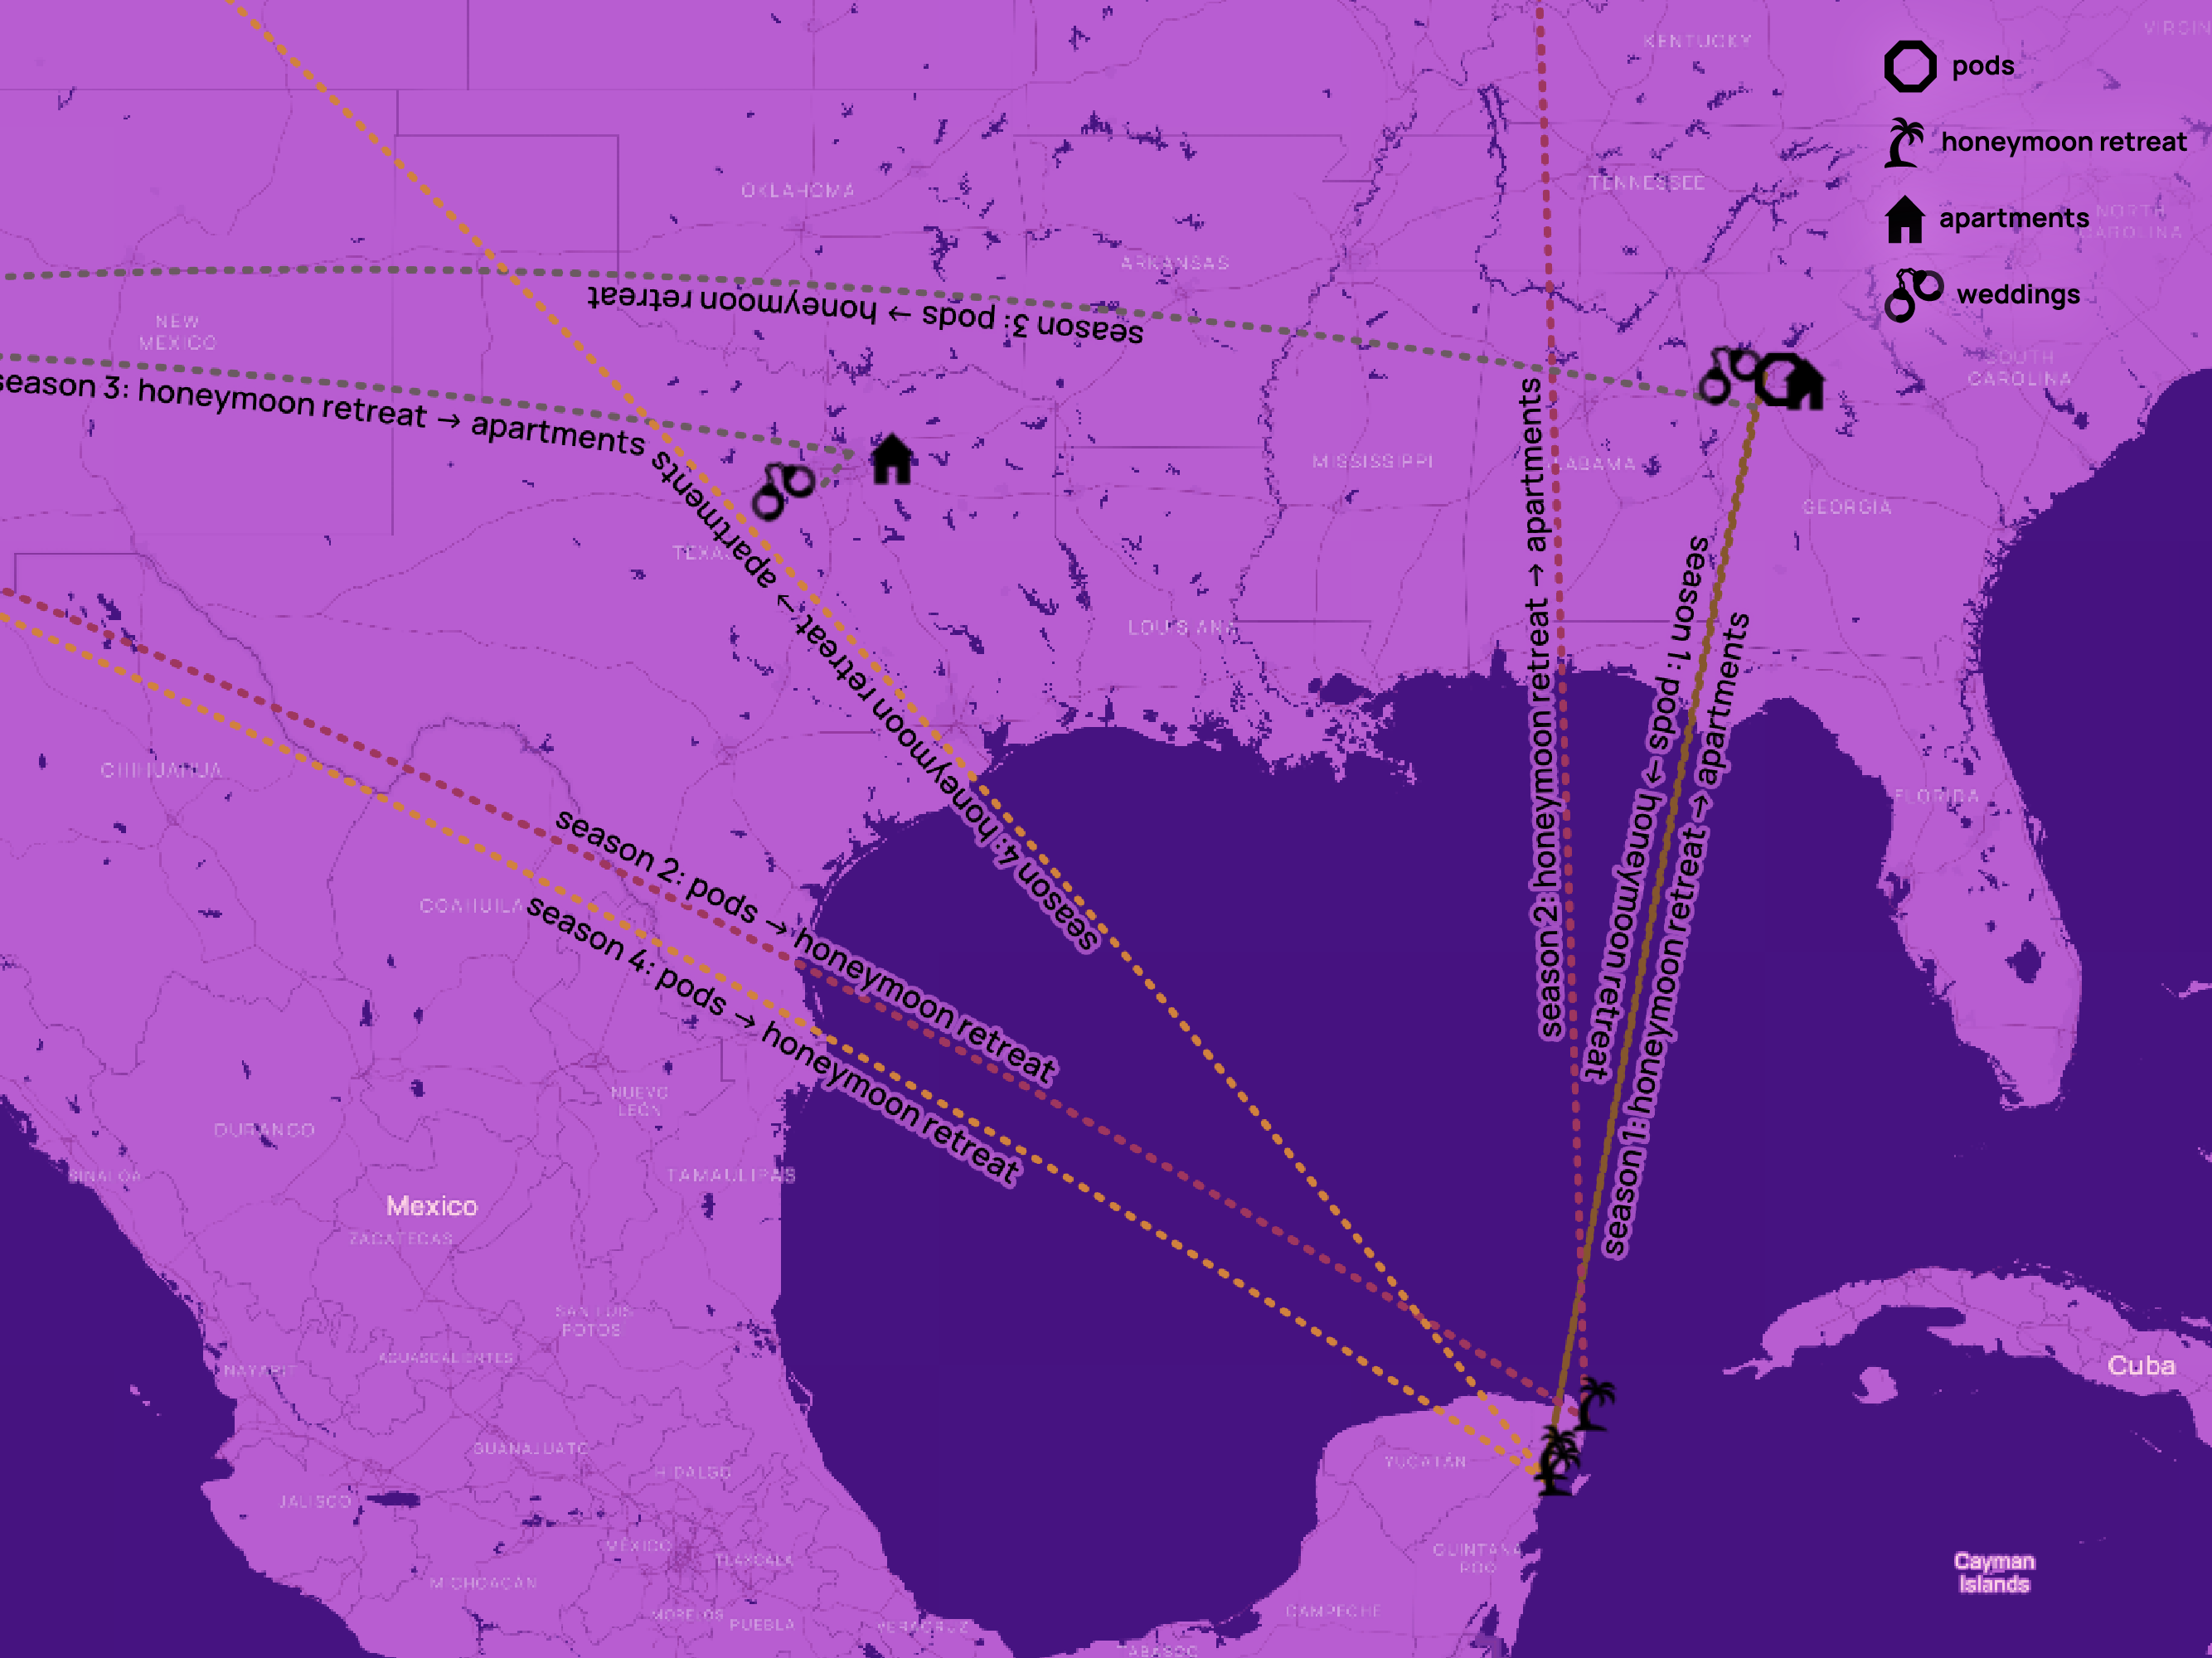 KENTUCKY
VIRGIN
pods
honeymoon retreat
TENNESSEE
OKLAHOMA
apartments
NORTH
CAROLINA
ARKANSAS
weddings
season 3: pods → honeymoon retreat
NEW
MEXICO
SOUTH
CAROLINA
season 3: honeymoon retreat → apartments
MISSISSIPPI
ALABAMA
GEORGIA
TEXA
LOUISIANA
season 4: honeymoon retreat → apartments
season 2: honeymoon retreat → apartments
season 1: pods → honeymoon retreat
season 1: honeymoon retreat → apartments
CHIHUAHUA
FLORIDA
season 2: pods → honeymoon retreat
COAHUILA
season 4: pods → honeymoon retreat
NUEVO
LEÓN
DURANGO
SINALOA
TAMAULIPAS
Mexico
ZACATECAS
SAN LUIS
POTOSÍ
AGUASCALIENTES
NAYARIT
Cuba
GUANAJUATO
YUCATÁN
HIDALGO
JALISCO
MÉXICO
TLAXCALA
QUINTANA
ROO
Cayman
Islands
MICHOACÁN
MORELOS
PUEBLA
VERACRUZ
CAMPECHE
TABASCO